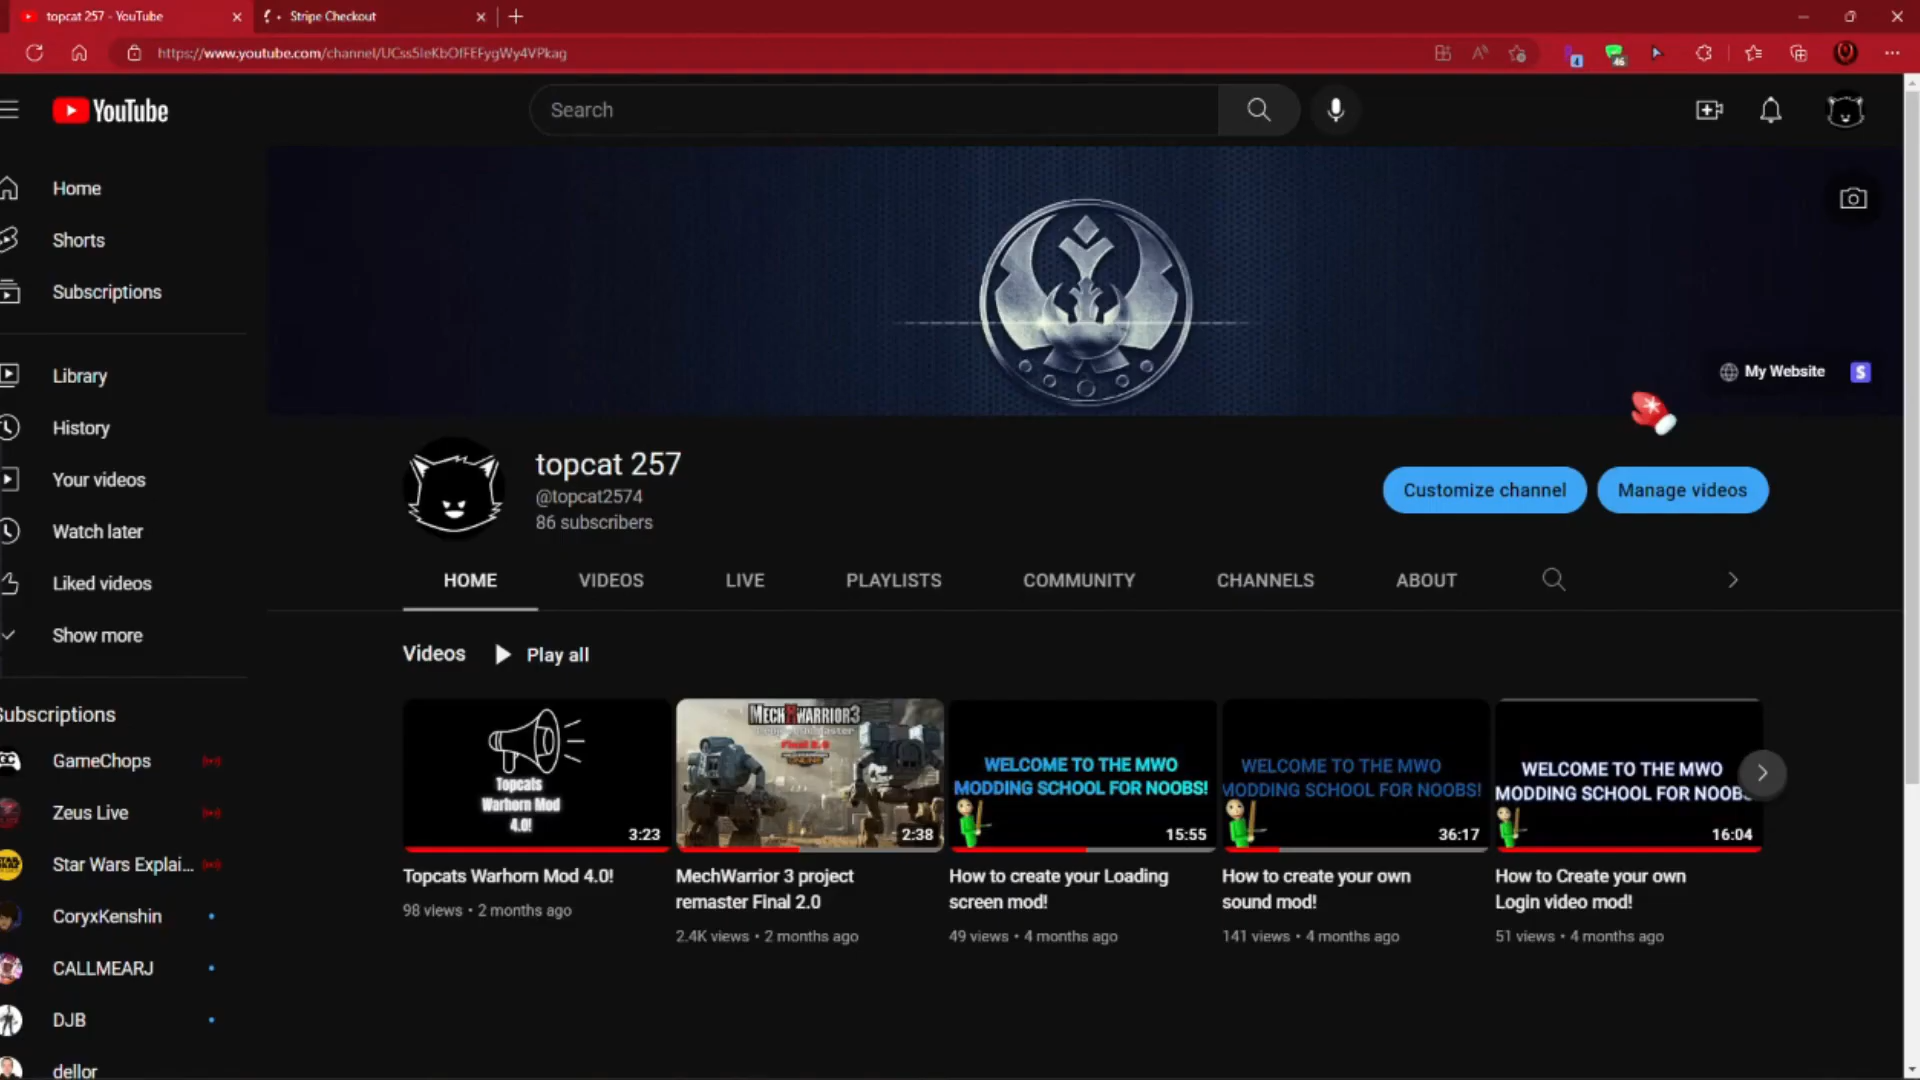 topcat 257 - YouTube
Stripe Checkout
https://www.youtube.com/channel/UCss5IeKbOfFEFygWy4VPkag
4
46
YouTube
Search
Home
Shorts
Subscriptions
Library
History
Your videos
Watch later
Liked videos
Show more
Subscriptions
GameChops
Zeus Live
Star Wars Explai...
CoryxKenshin
CALLMEARJ
DJB
dellor
My Website
S
topcat 257
@topcat2574
86 subscribers
Customize channel
Manage videos
HOME
VIDEOS
LIVE
PLAYLISTS
COMMUNITY
CHANNELS
ABOUT
Videos
Play all
Topcats
Warhorn Mod
4.0!
3:23
Topcats Warhorn Mod 4.0!
98 views • 2 months ago
MECHWARRIOR3
Final 2.0
2:38
MechWarrior 3 project
remaster Final 2.0
2.4K views • 2 months ago
WELCOME TO THE MWO
MODDING SCHOOL FOR NOOBS!
15:55
How to create your Loading
screen mod!
49 views • 4 months ago
WELCOME TO THE MWO
MODDING SCHOOL FOR NOOBS!
36:17
How to create your own
sound mod!
141 views • 4 months ago
WELCOME TO THE MWO
MODDING SCHOOL FOR NOOBS
16:04
How to Create your own
Login video mod!
51 views • 4 months ago